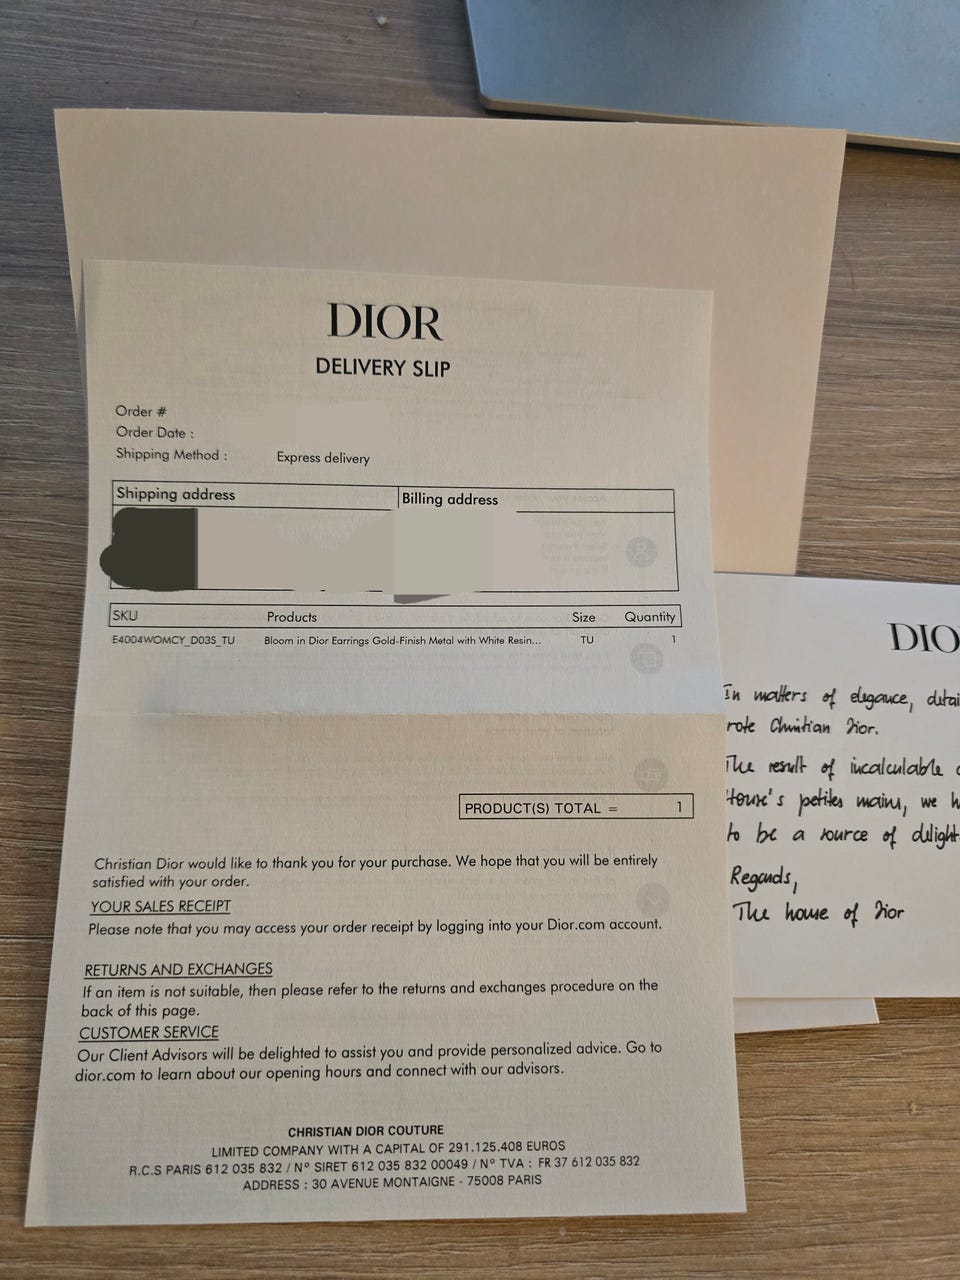 DIOR
DELIVERY SLIP
Order #
Order Date :
Shipping Method : Express delivery
Shipping address Billing address
SKU Products Size Quantity
E4004WOMCY_D03S_TU Bloom in Dior Earrings Gold-Finish Metal with White Resin... TU 1
PRODUCT(S) TOTAL = 1
Christian Dior would like to thank you for your purchase. We hope that you will be entirely
satisfied with your order.
YOUR SALES RECEIPT
Please note that you may access your order receipt by logging into your Dior.com account.
RETURNS AND EXCHANGES
If an item is not suitable, then please refer to the returns and exchanges procedure on the
back of this page.
CUSTOMER SERVICE
Our Client Advisors will be delighted to assist you and provide personalized advice. Go to
dior.com to learn about our opening hours and connect with our advisors.
CHRISTIAN DIOR COUTURE
LIMITED COMPANY WITH A CAPITAL OF 291.125.408 EUROS
R.C.S PARIS 612 035 832 / Nº SIRET 612 035 832 00049 / Nº TVA : FR 37 612 035 832
ADDRESS : 30 AVENUE MONTAIGNE - 75008 PARIS
DIO
In matters of elegance, detai
rote Christian Dior.
The result of incalculable
House's petites mains, we h
to be a source of delight
Regards,
The house of Dior